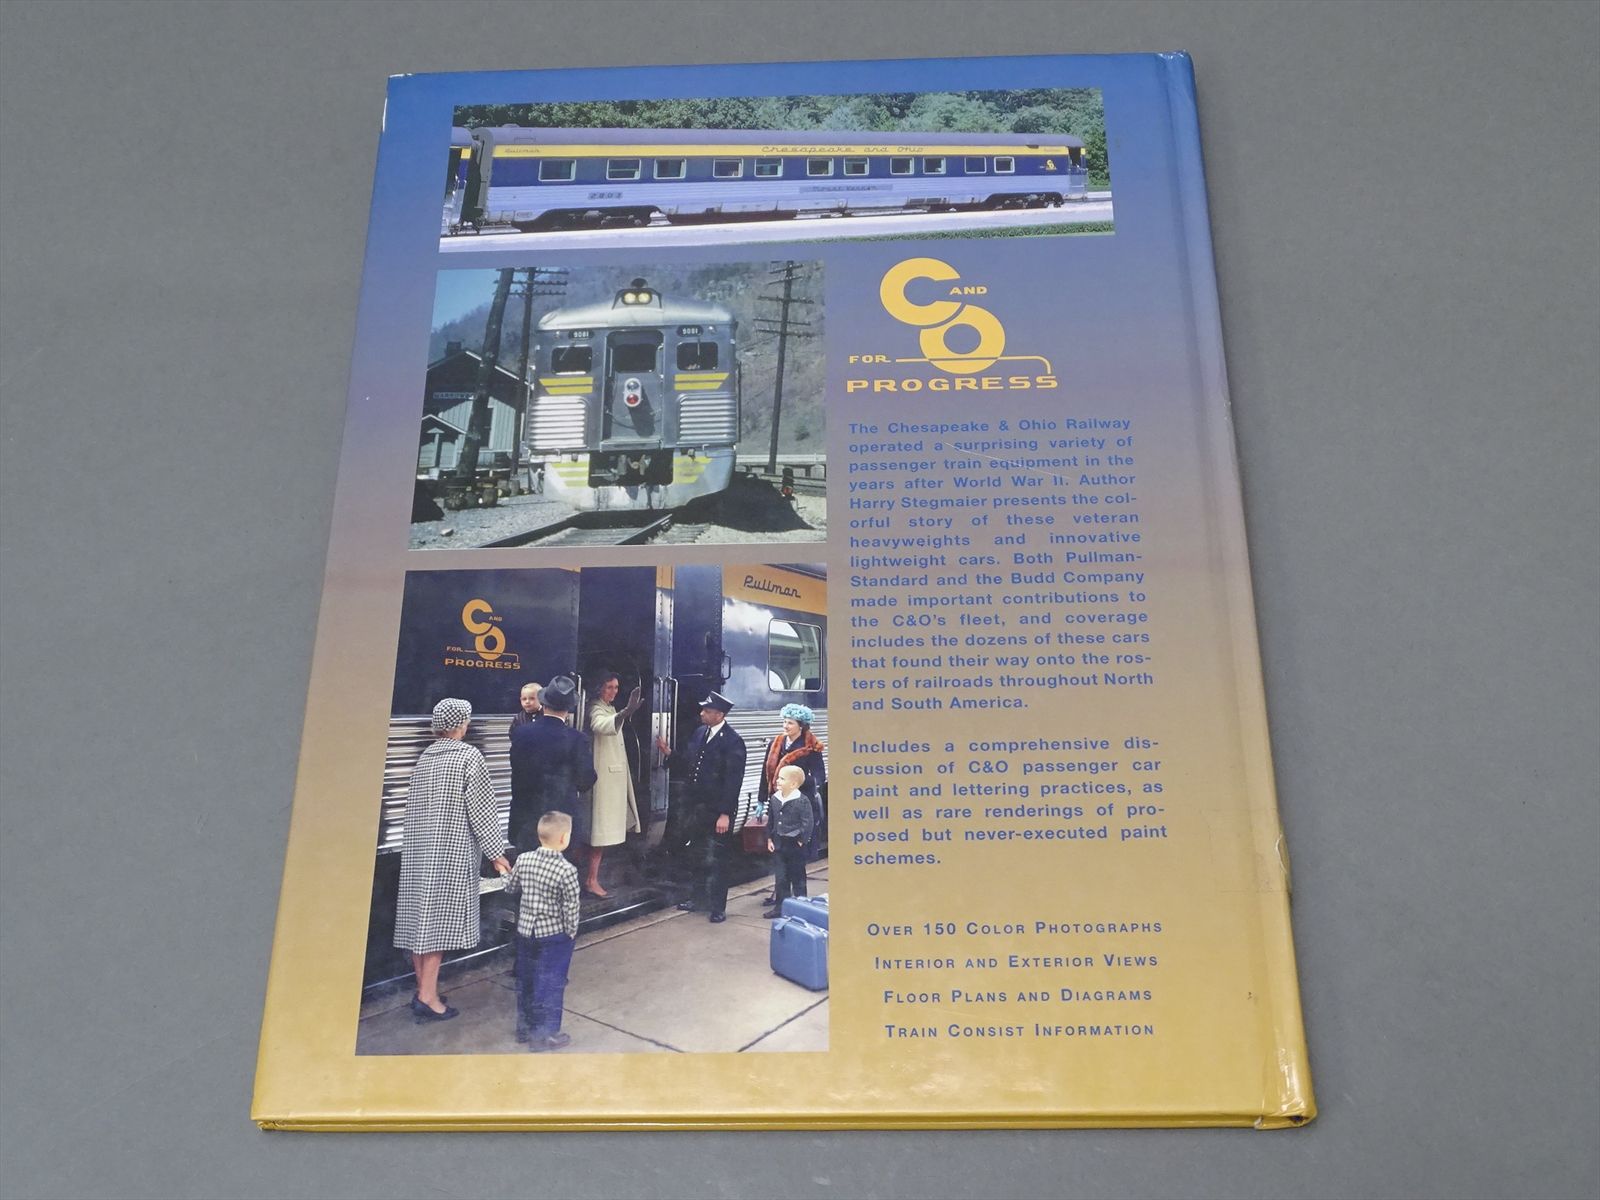 Pullman
Chesapeake and Ohio
2803
Mount Vernon
9081
9081
C AND O
FOR
PROGRESS
The Chesapeake & Ohio Railway
operated a surprising variety of
passenger train equipment in the
years after World War II. Author
Harry Stegmaier presents the col-
orful story of these veteran
heavyweights and innovative
lightweight cars. Both Pullman-
Standard and the Budd Company
made important contributions to
the C&O's fleet, and coverage
includes the dozens of these cars
that found their way onto the ros-
ters of railroads throughout North
and South America.
Pullman
C AND O
FOR
PROGRESS
Includes a comprehensive dis-
cussion of C&O passenger car
paint and lettering practices, as
well as rare renderings of pro-
posed but never-executed paint
schemes.
OVER 150 COLOR PHOTOGRAPHS
INTERIOR AND EXTERIOR VIEWS
FLOOR PLANS AND DIAGRAMS
TRAIN CONSIST INFORMATION